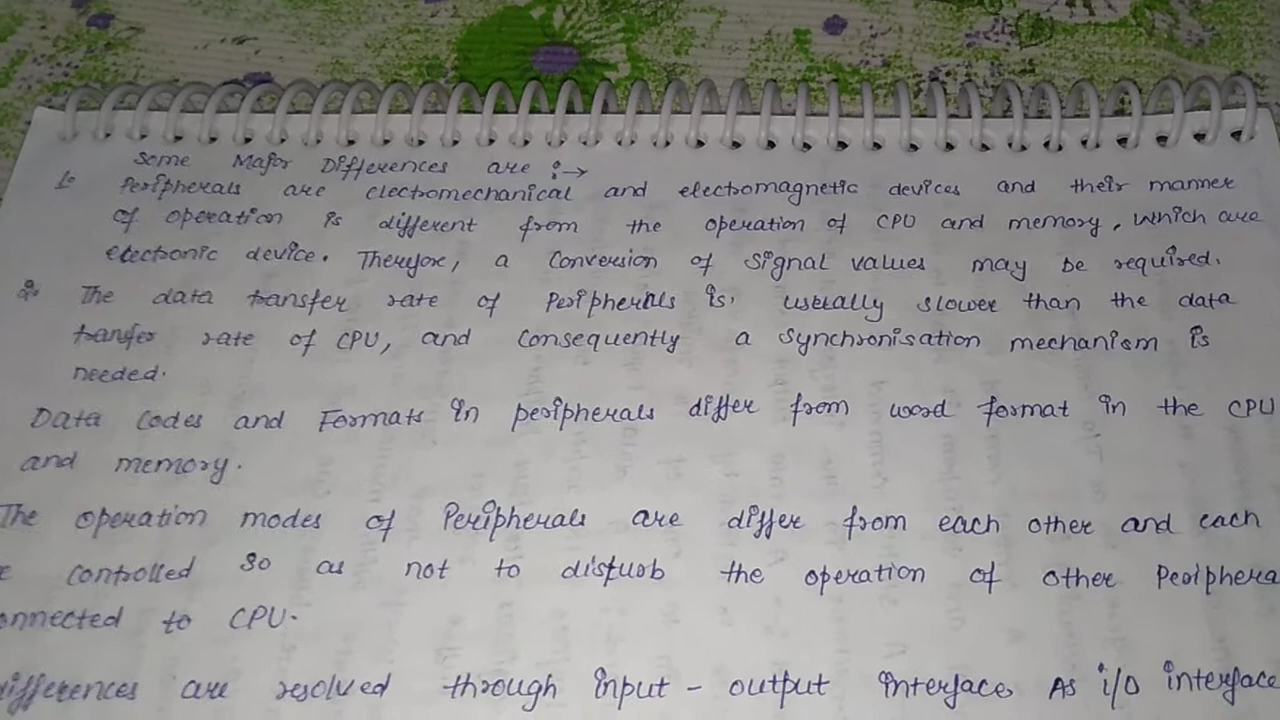 Some Major Differences are :→
1. Peripherals are electromechanical and electromagnetic devices and their manner
of operation is different from the operation of CPU and memory, which are
electronic device. Therefore, a conversion of signal values may be required.
2. The data transfer rate of peripherals is usually slower than the data
transfer rate of CPU, and consequently a synchronisation mechanism is
needed.
Data codes and Formats in peripherals differ from word format in the CPU
and memory.
The operation modes of Peripherals are differ from each other and each
controlled so as not to disturb the operation of other Periphera
onnected to CPU.
ifferences are resolved through input - output interface As i/o interface